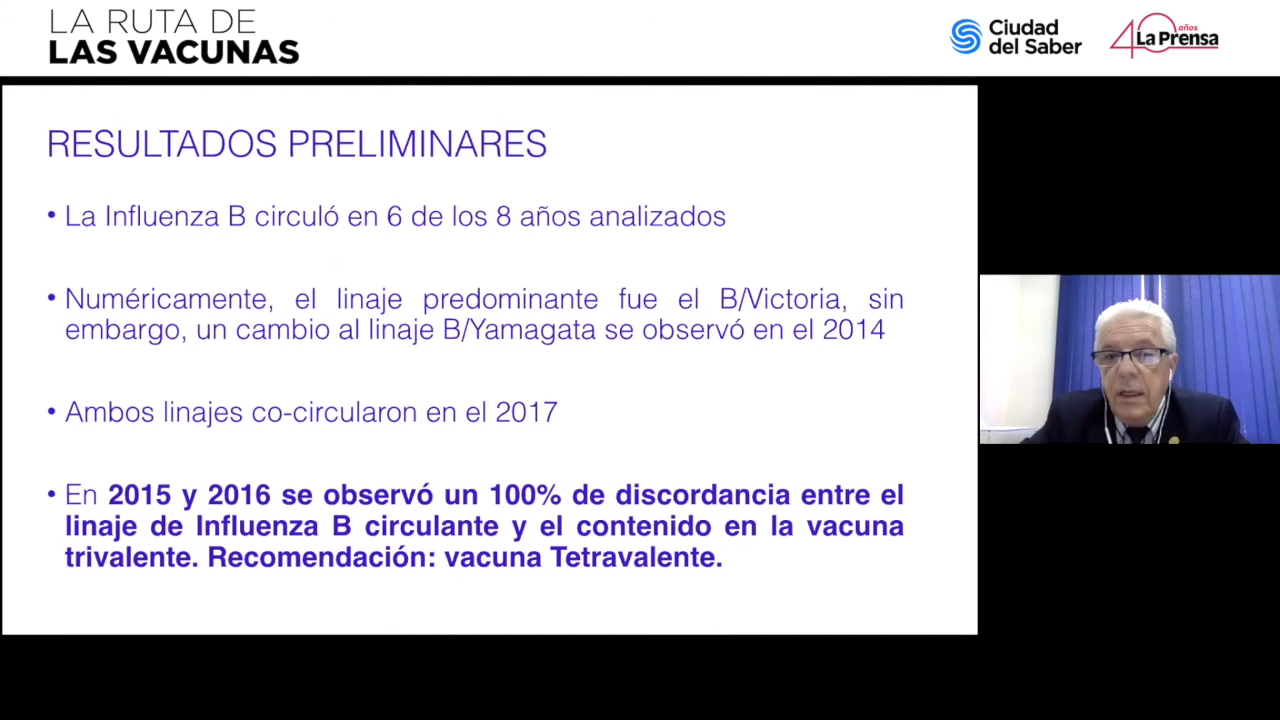 LA RUTA DE
LAS VACUNAS
Ciudad
del Saber
40 años
La Prensa
RESULTADOS PRELIMINARES
• La Influenza B circuló en 6 de los 8 años analizados
• Numéricamente, el linaje predominante fue el B/Victoria, sin
embargo, un cambio al linaje B/Yamagata se observó en el 2014
• Ambos linajes co-circularon en el 2017
• En 2015 y 2016 se observó un 100% de discordancia entre el
linaje de Influenza B circulante y el contenido en la vacuna
trivalente. Recomendación: vacuna Tetravalente.